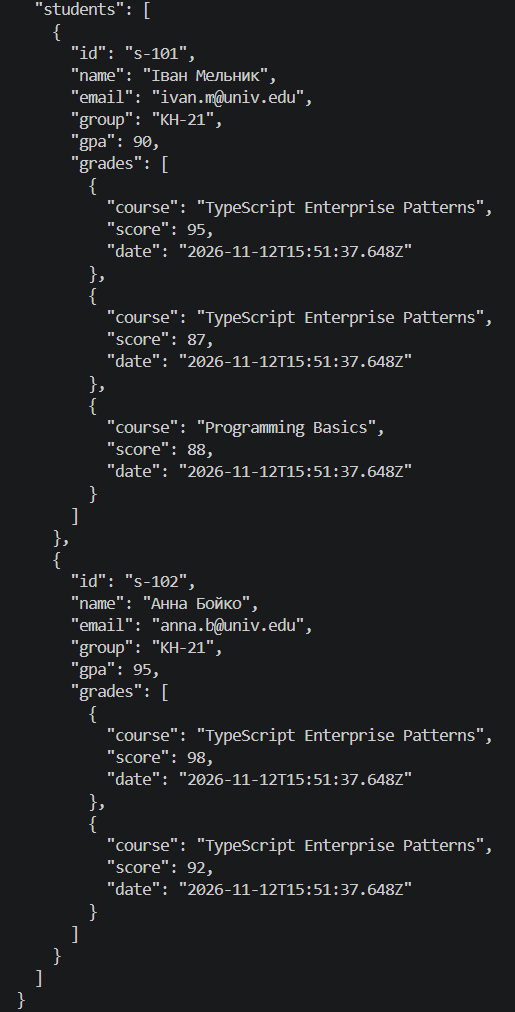 "students": [
{
"id": "s-101",
"name": "Іван Мельник",
"email": "ivan.m@univ.edu",
"group": "КН-21",
"gpa": 90,
"grades": [
{
"course": "TypeScript Enterprise Patterns",
"score": 95,
"date": "2026-11-12T15:51:37.648Z"
},
{
"course": "TypeScript Enterprise Patterns",
"score": 87,
"date": "2026-11-12T15:51:37.648Z"
},
{
"course": "Programming Basics",
"score": 88,
"date": "2026-11-12T15:51:37.648Z"
}
]
},
{
"id": "s-102",
"name": "Анна Бойко",
"email": "anna.b@univ.edu",
"group": "КН-21",
"gpa": 95,
"grades": [
{
"course": "TypeScript Enterprise Patterns",
"score": 98,
"date": "2026-11-12T15:51:37.648Z"
},
{
"course": "TypeScript Enterprise Patterns",
"score": 92,
"date": "2026-11-12T15:51:37.648Z"
}
]
}
]
}